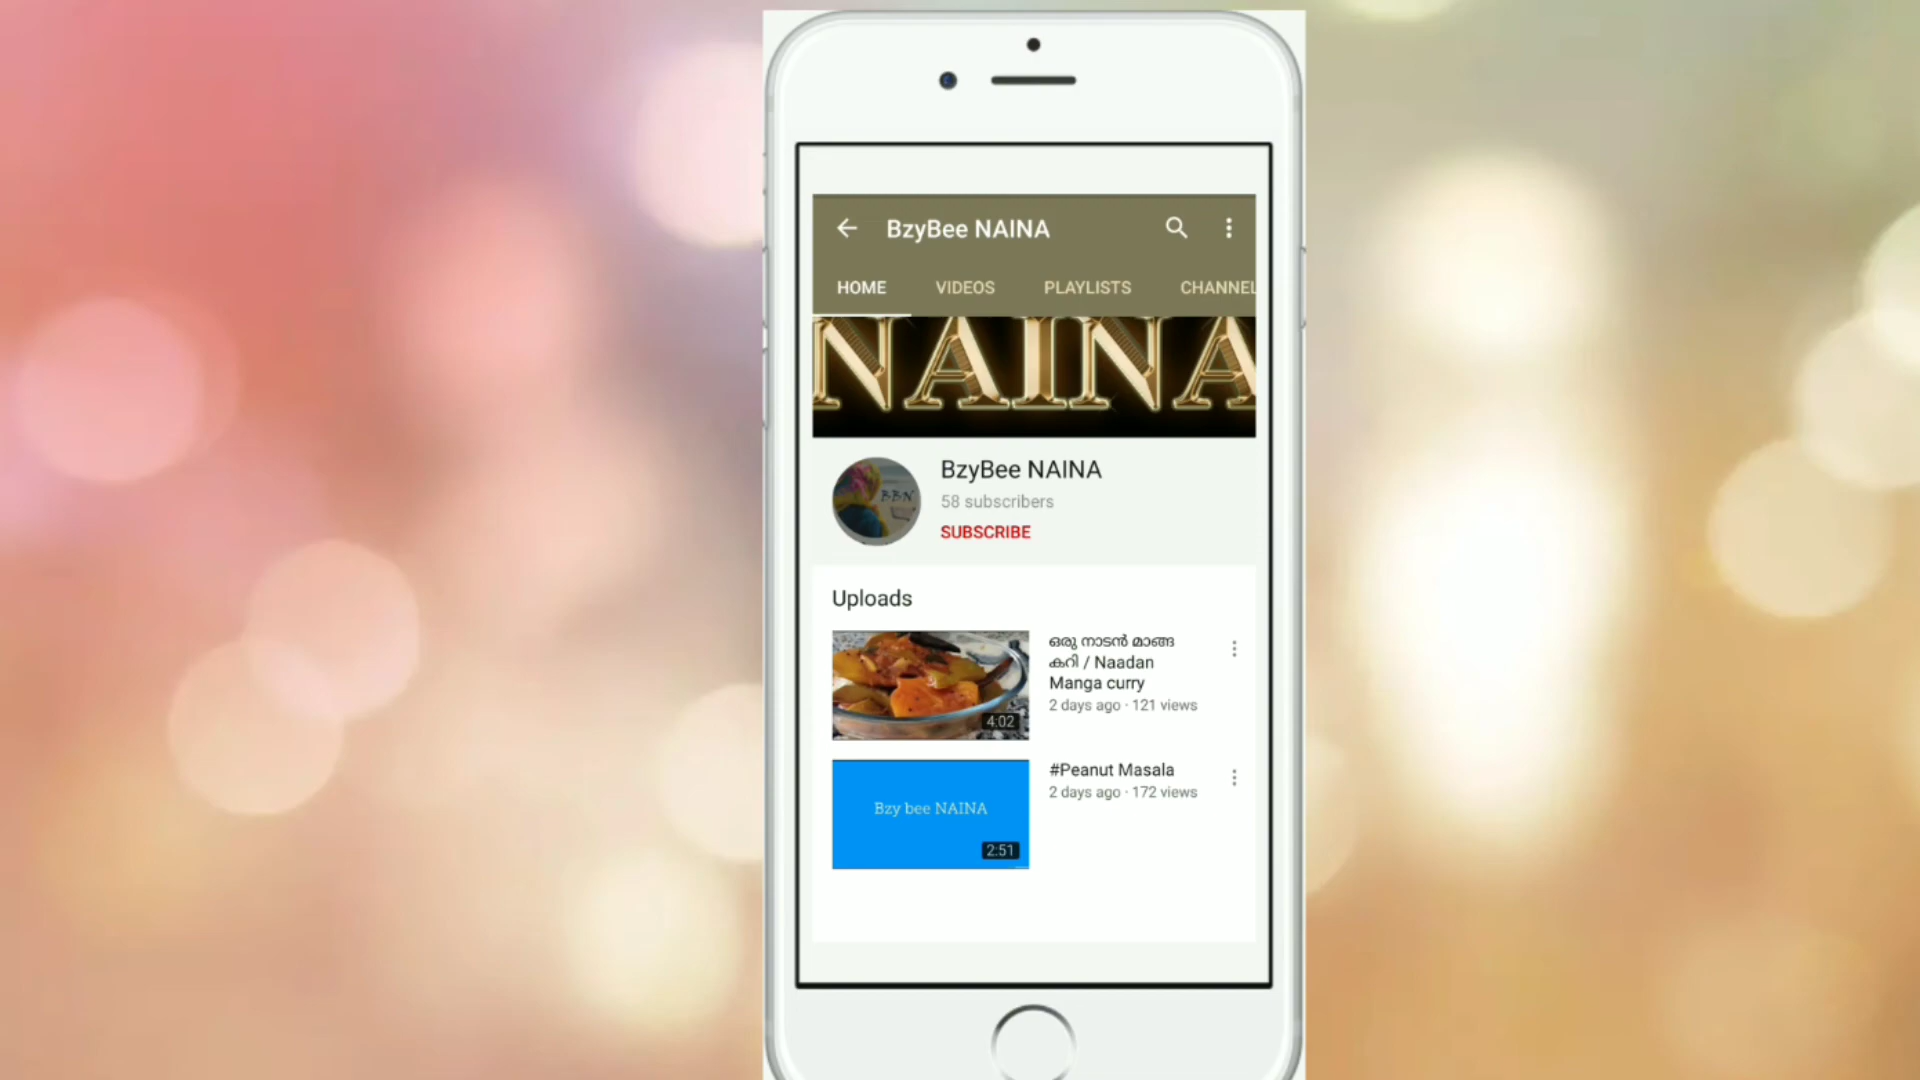 BzyBee NAINA
HOME VIDEOS PLAYLISTS CHANNEL
NAINA
BBN
BzyBee NAINA
58 subscribers
SUBSCRIBE
Uploads
ഒരു നാടൻ മാങ്ങ
കറി / Naadan
Manga curry
2 days ago · 121 views
4:02
#Peanut Masala
2 days ago · 172 views
Bzy bee NAINA
2:51